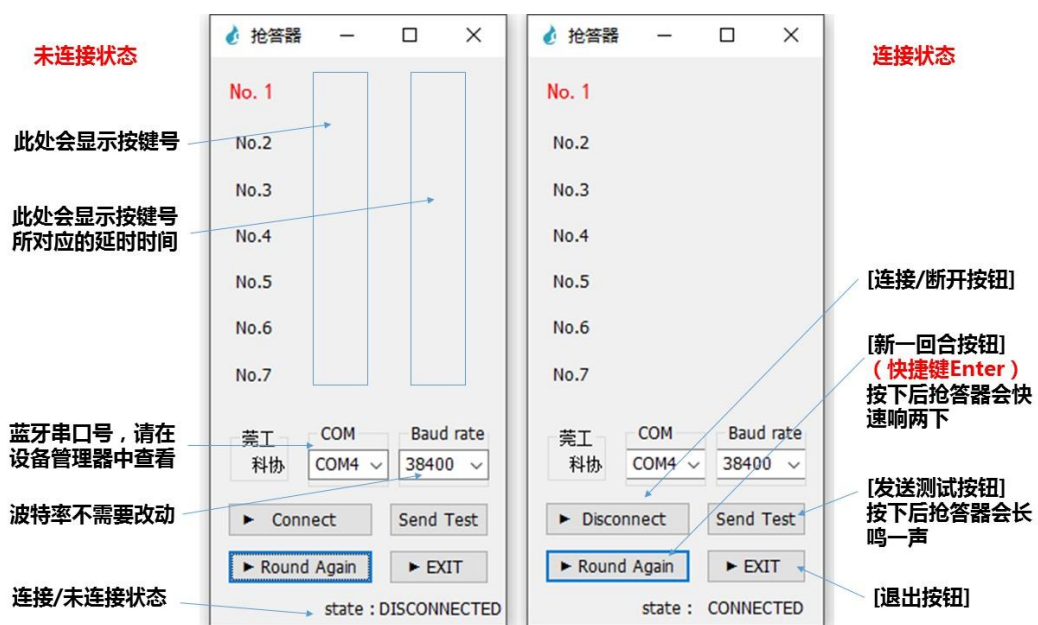 未连接状态
此处会显示按键号
此处会显示按键号
所对应的延时时间
蓝牙串口号，请在
设备管理器中查看
波特率不需要改动
连接/未连接状态
抢答器
No. 1
No.2
No.3
No.4
No.5
No.6
No.7
莞工
科协
COM
COM4
Baud rate
38400
► Connect
Send Test
► Round Again
► EXIT
state : DISCONNECTED
抢答器
No. 1
No.2
No.3
No.4
No.5
No.6
No.7
莞工
科协
COM
COM4
Baud rate
38400
► Disconnect
Send Test
► Round Again
► EXIT
state : CONNECTED
连接状态
[连接/断开按钮]
[新一回合按钮]
（快捷键Enter）
按下后抢答器会快
速响两下
[发送测试按钮]
按下后抢答器会长
鸣一声
[退出按钮]